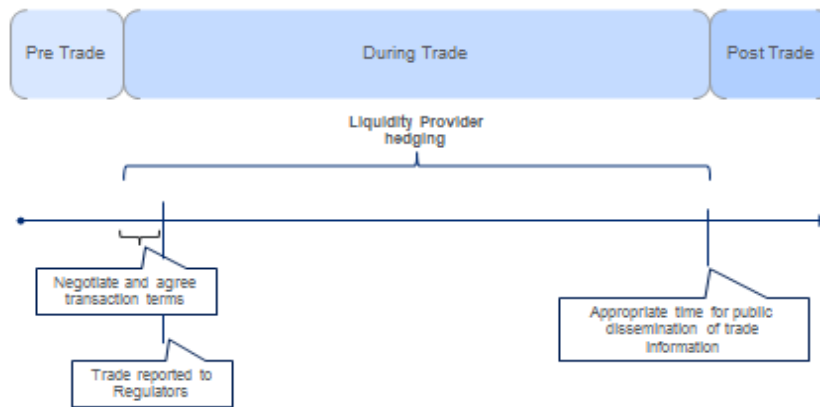 Pre Trade
During Trade
Post Trade
Liquidity Provider
hedging
Negotiate and agree
transaction terms
Appropriate time for public
dissemination of trade
information
Trade reported to
Regulators